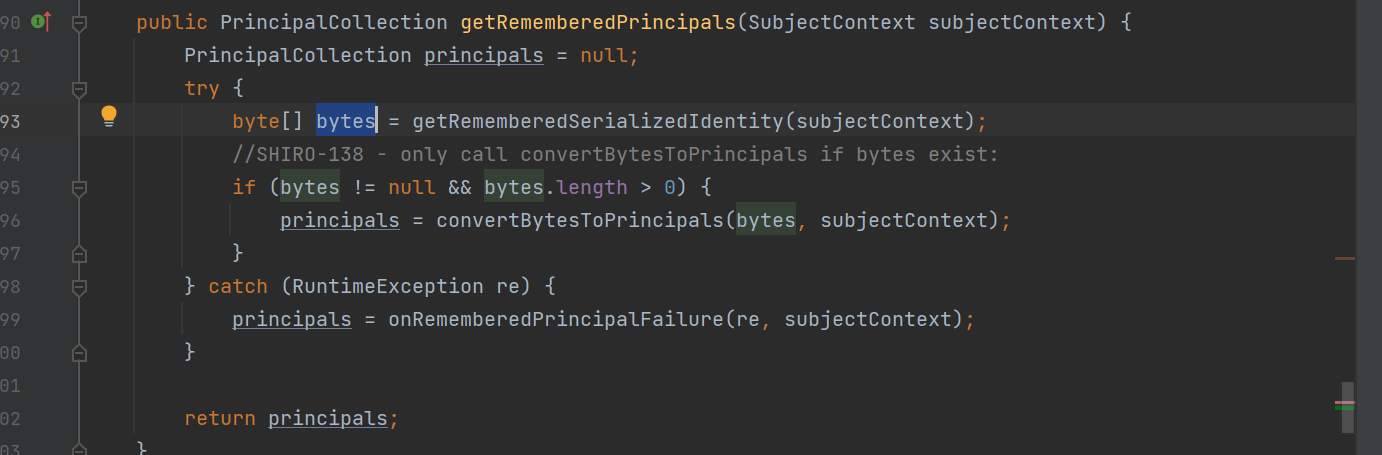 90 public PrincipalCollection getRememberedPrincipals(SubjectContext subjectContext) {
91 PrincipalCollection principals = null;
92 try {
93 byte[] bytes = getRememberedSerializedIdentity(subjectContext);
94 //SHIRO-138 - only call convertBytesToPrincipals if bytes exist:
95 if (bytes != null && bytes.length > 0) {
96 principals = convertBytesToPrincipals(bytes, subjectContext);
97 }
98 } catch (RuntimeException re) {
99 principals = onRememberedPrincipalFailure(re, subjectContext);
00 }
01
02 return principals;
03 }